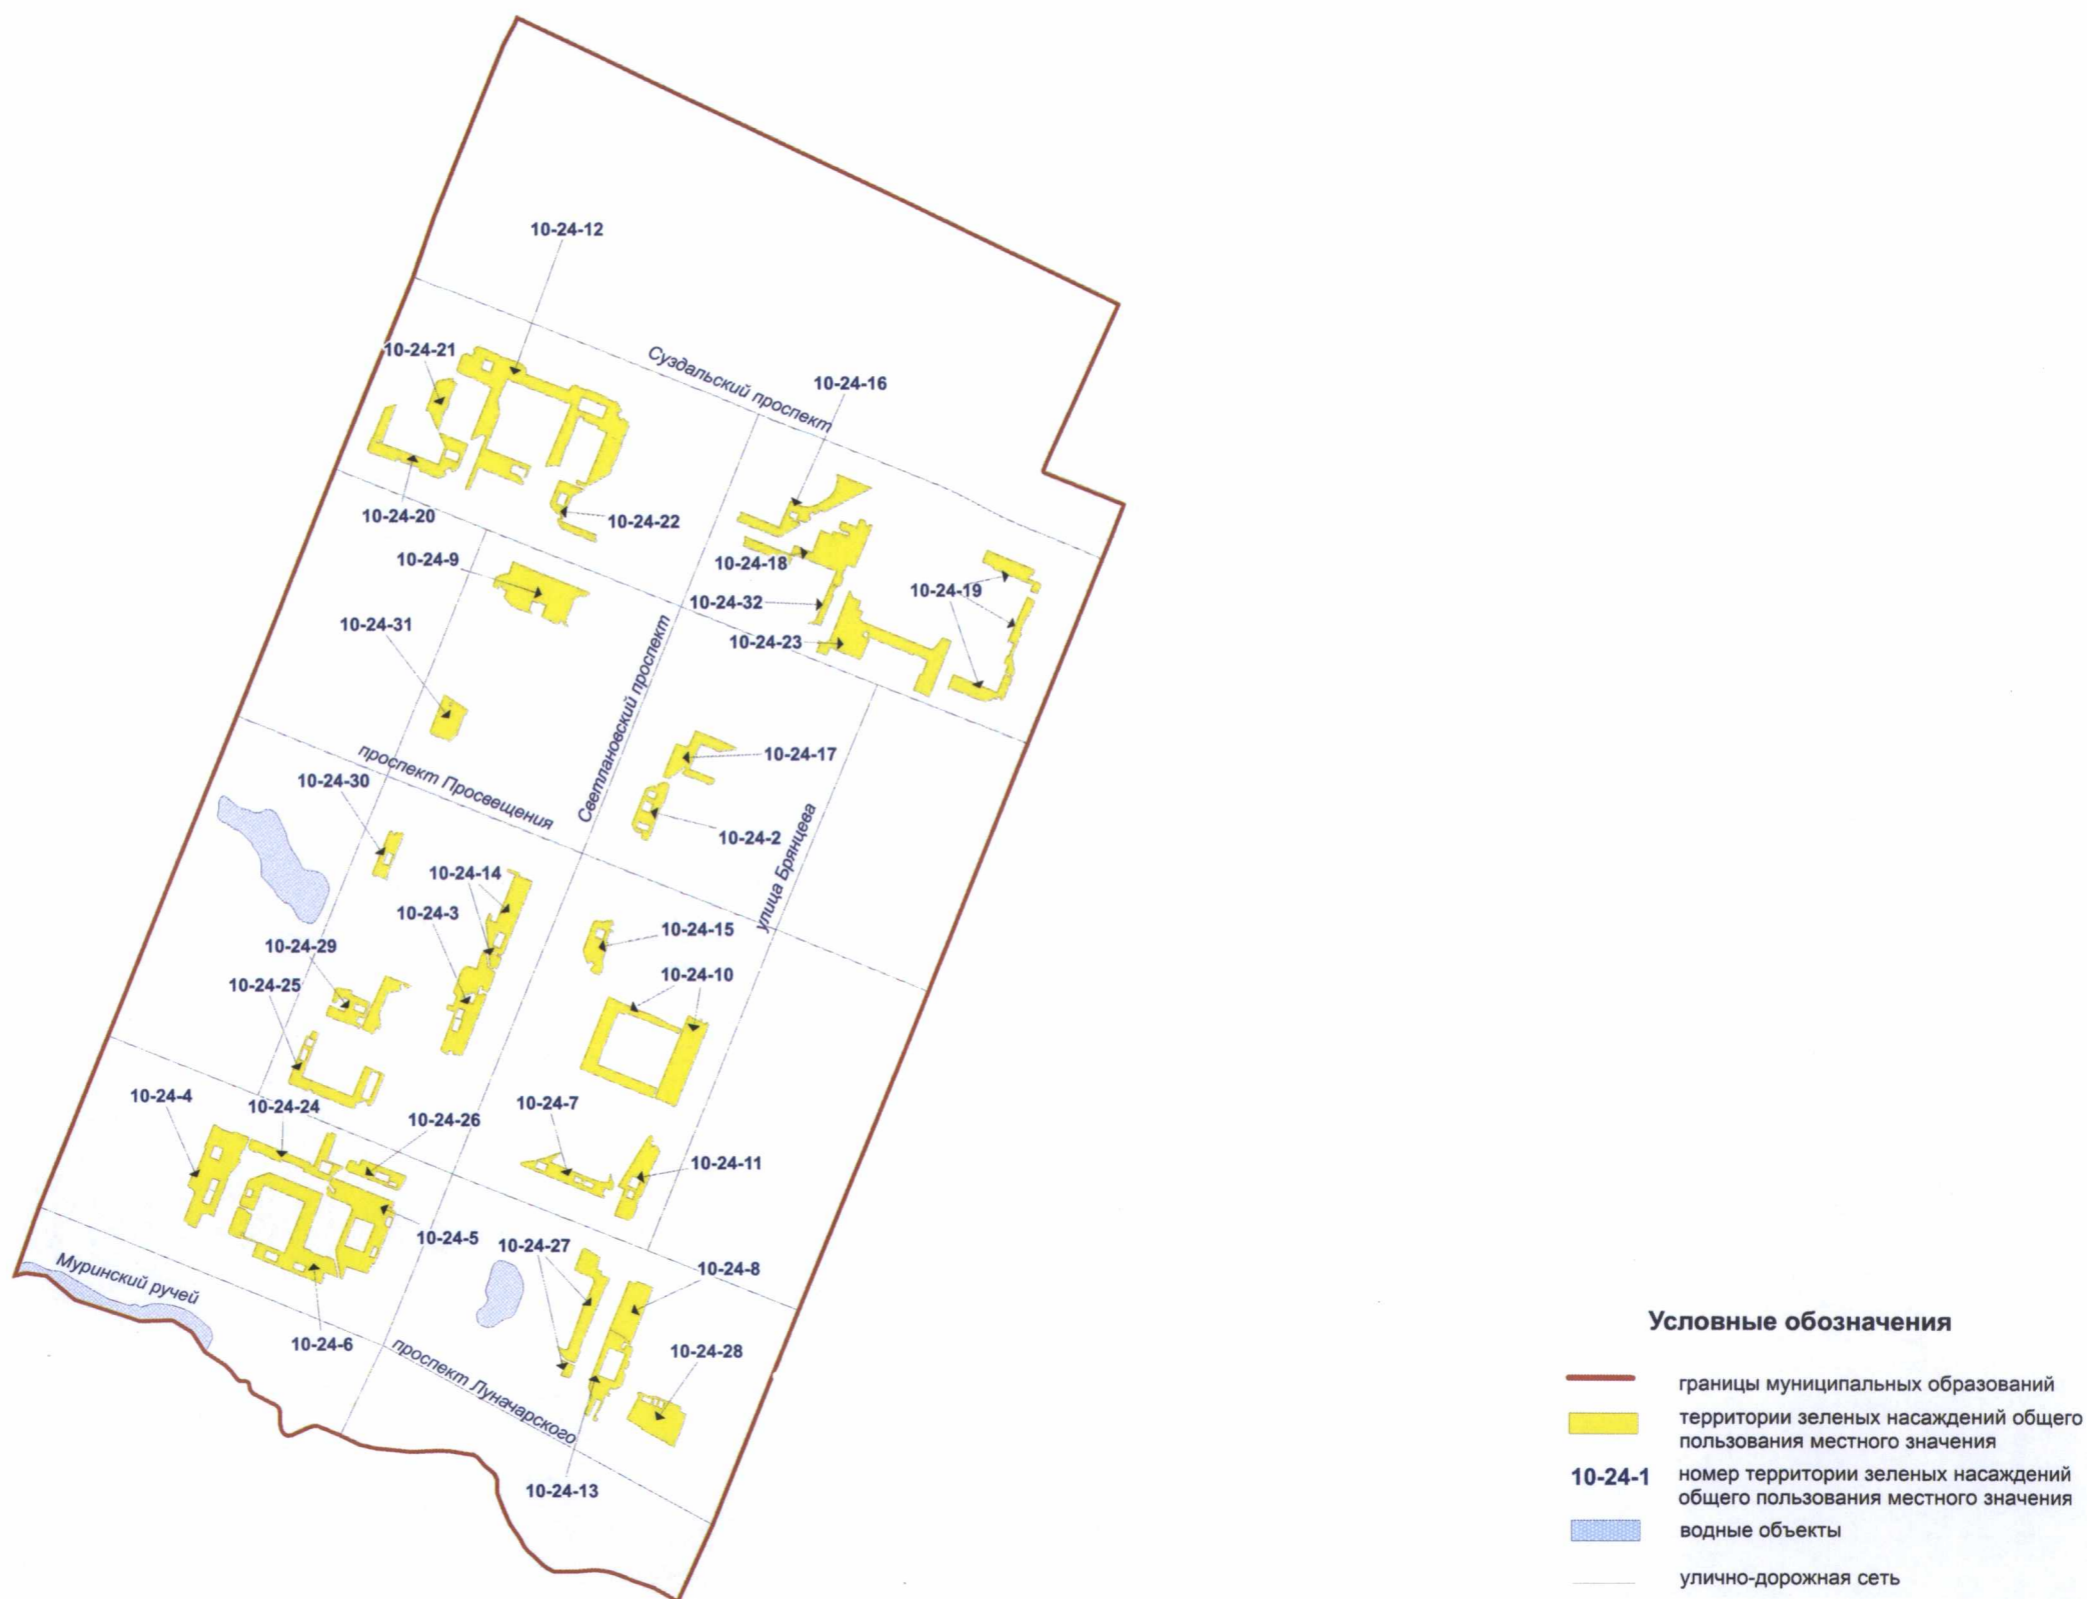 10-24-12
10-24-21
Суздальский проспект
10-24-16
10-24-20
10-24-22
10-24-9
10-24-18
10-24-19
10-24-32
10-24-31
10-24-23
Светлановский проспект
10-24-17
проспект Просвещения
10-24-30
10-24-2
улица Брянцева
10-24-14
10-24-3
10-24-15
10-24-29
10-24-10
10-24-25
10-24-4
10-24-24
10-24-7
10-24-26
10-24-11
10-24-5
10-24-27
10-24-8
Муринский ручей
10-24-6
проспект Луначарского
10-24-28
10-24-13
Условные обозначения
границы муниципальных образований
территории зеленых насаждений общего
пользования местного значения
10-24-1 номер территории зеленых насаждений
общего пользования местного значения
водные объекты
улично-дорожная сеть